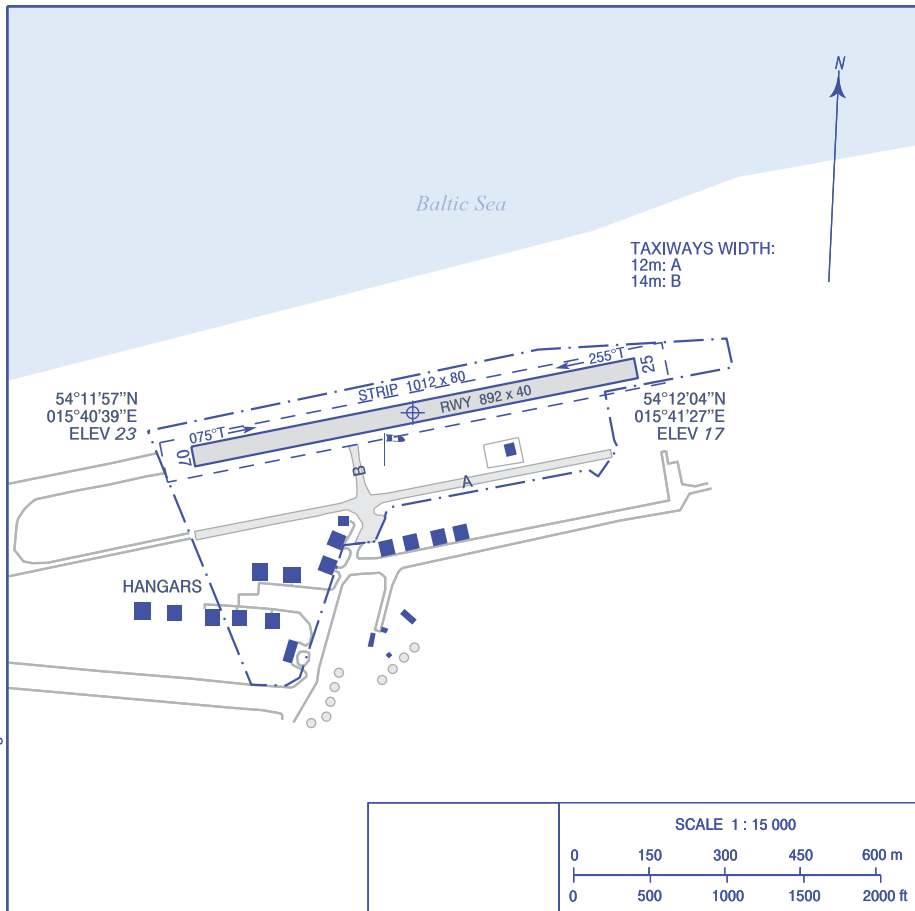 N
Baltic Sea
TAXIWAYS WIDTH:
12m: A
14m: B
54°11'57"N
015°40'39"E
ELEV 23
075°T
07
STRIP 1012 x 80
RWY 892 x 40
255°T
25
54°12'04"N
015°41'27"E
ELEV 17
B
A
HANGARS
SCALE 1 : 15 000
0 150 300 450 600 m
0 500 1000 1500 2000 ft